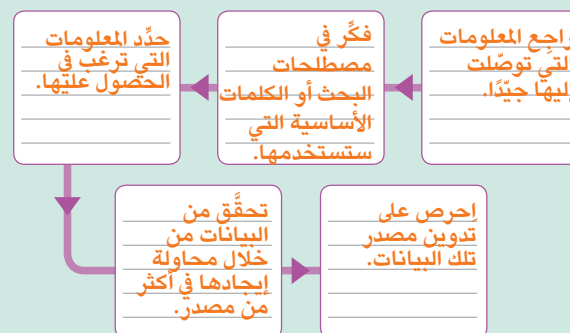 راجِع المعلومات
التي توصّلت
إليها جيّدًا.
فكِّر في
مصطلحات
البحث أو الكلمات
الأساسية التي
ستستخدمها.
حدِّد المعلومات
التي ترغب في
الحصول عليها.
تحقَّق من
البيانات من
خلال محاولة
إيجادها في أكثر
من مصدر.
اِحرص على
تدوين مصدر
تلك البيانات.